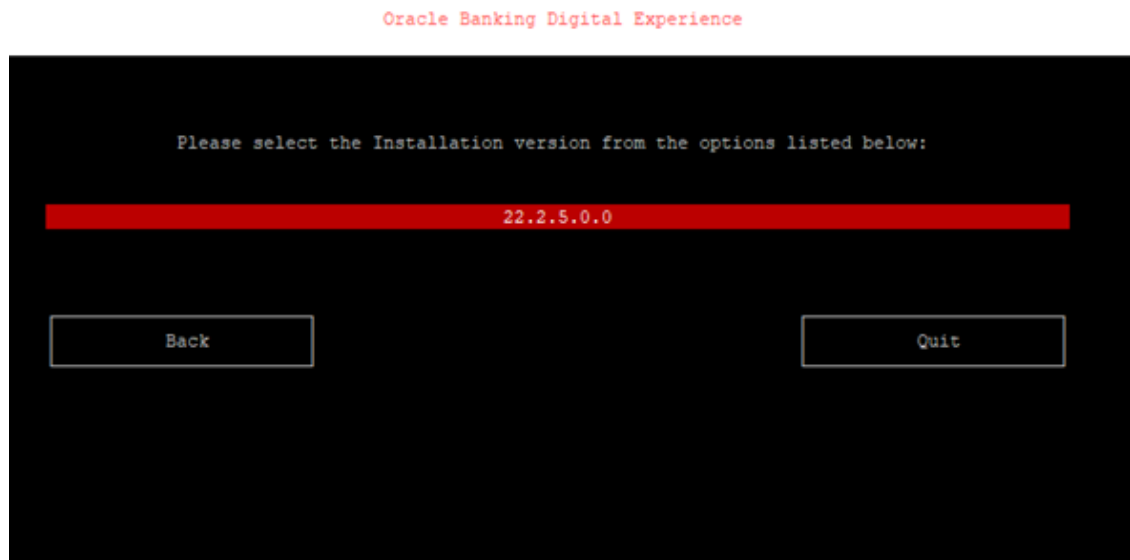 Oracle Banking Digital Experience
Please select the Installation version from the options listed below:
22.2.5.0.0
Back
Quit